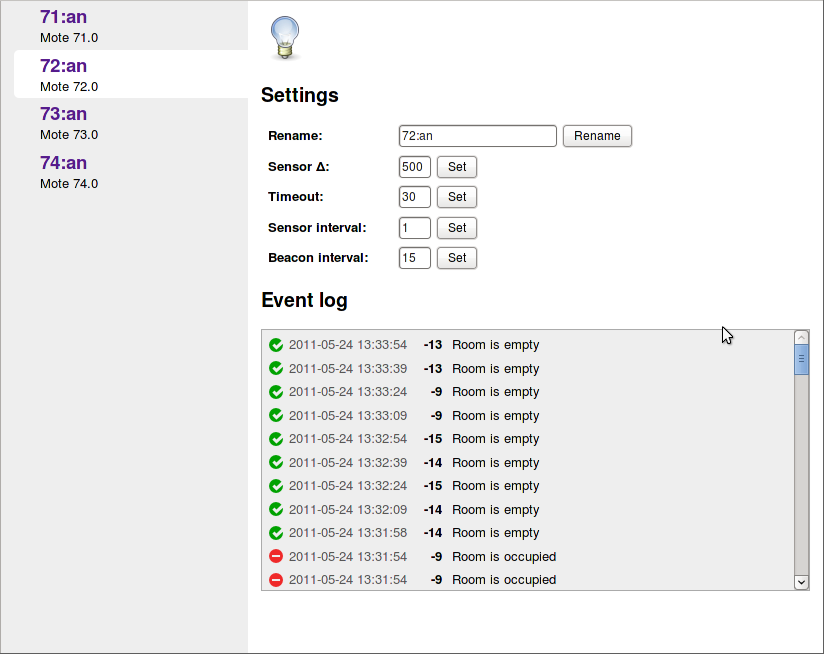 71:an
Mote 71.0
72:an
Mote 72.0
73:an
Mote 73.0
74:an
Mote 74.0
Settings
Rename: 72:an Rename
Sensor Δ: 500 Set
Timeout: 30 Set
Sensor interval: 1 Set
Beacon interval: 15 Set
Event log
2011-05-24 13:33:54 -13 Room is empty
2011-05-24 13:33:39 -13 Room is empty
2011-05-24 13:33:24 -9 Room is empty
2011-05-24 13:33:09 -9 Room is empty
2011-05-24 13:32:54 -15 Room is empty
2011-05-24 13:32:39 -14 Room is empty
2011-05-24 13:32:24 -15 Room is empty
2011-05-24 13:32:09 -14 Room is empty
2011-05-24 13:31:58 -14 Room is empty
2011-05-24 13:31:54 -9 Room is occupied
2011-05-24 13:31:54 -9 Room is occupied